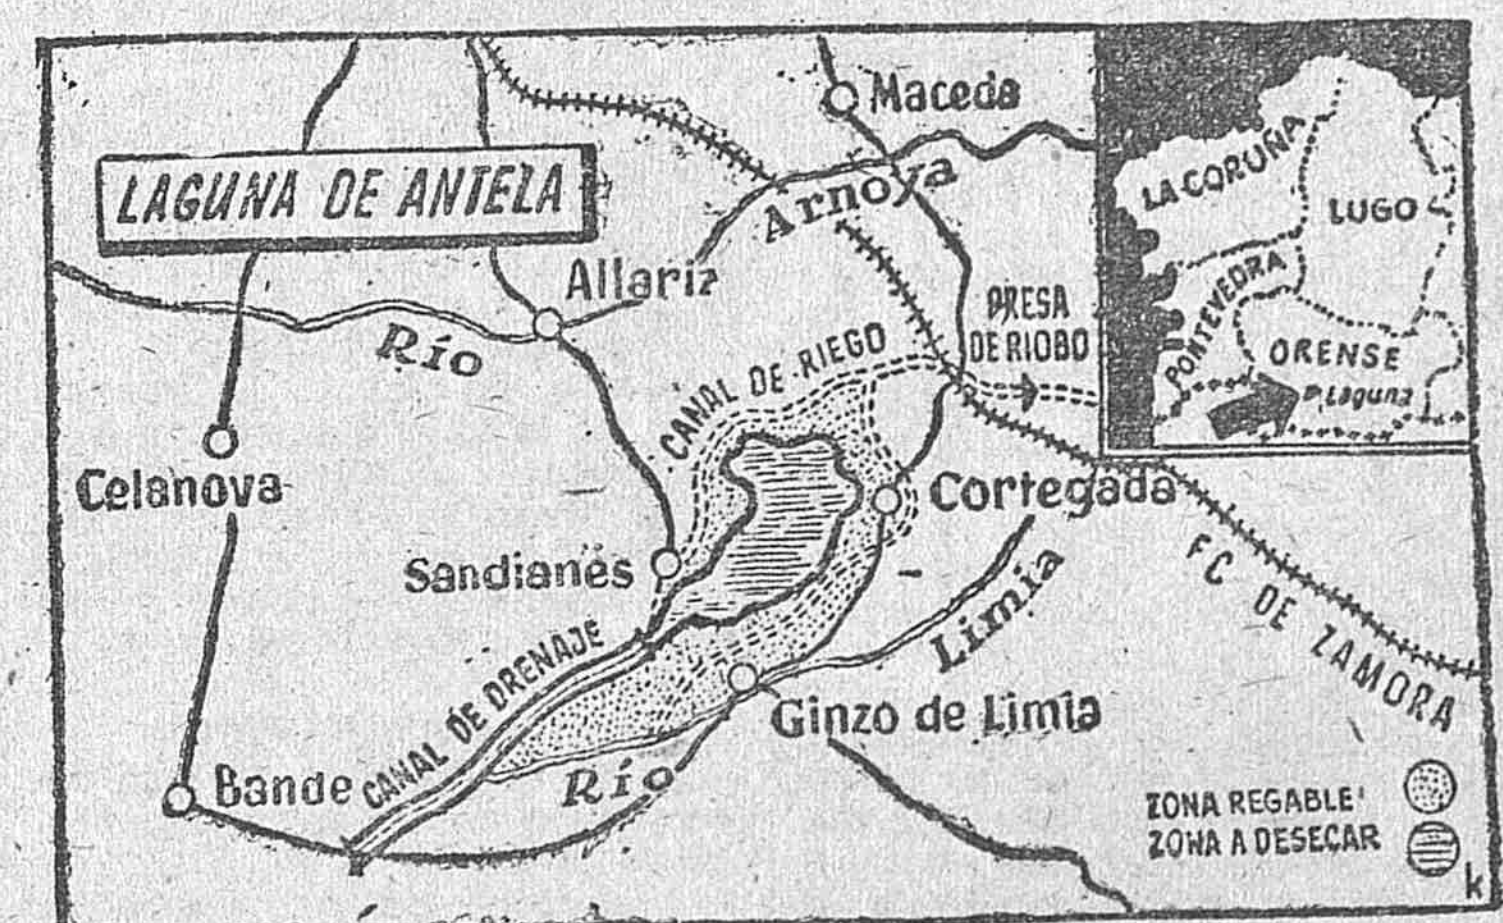 Maceda
LAGUNA DE ANTELA
Arnoya
Allariz
Río
CANAL DE RIEGO
PRESA
DE RIOBO
LA CORUÑA
LUGO
PONTEVEDRA
ORENSE
Laguna
Celanova
Cortegada
Sandianes
Limia
FC DE ZAMORA
CANAL DE DRENAJE
Ginzo de Limia
Río
Bande
ZONA REGABLE
ZONA A DESECAR
k